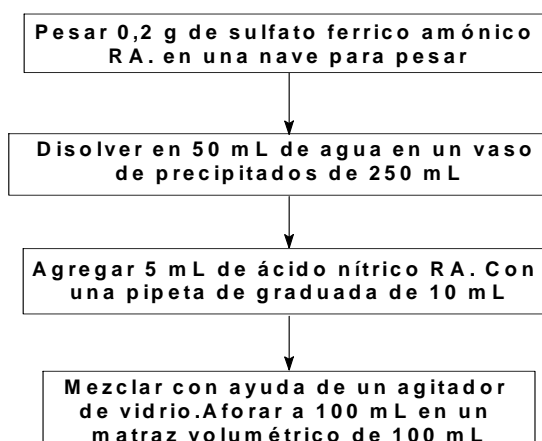 Pesar 0,2 g de sulfato ferrico amónico
RA. en una nave para pesar
Disolver en 50 mL de agua en un vaso
de precipitados de 250 mL
Agregar 5 mL de ácido nítrico RA. Con
una pipeta de graduada de 10 mL
Mezclar con ayuda de un agitador
de vidrio.Aforar a 100 mL en un
matraz volumétrico de 100 mL